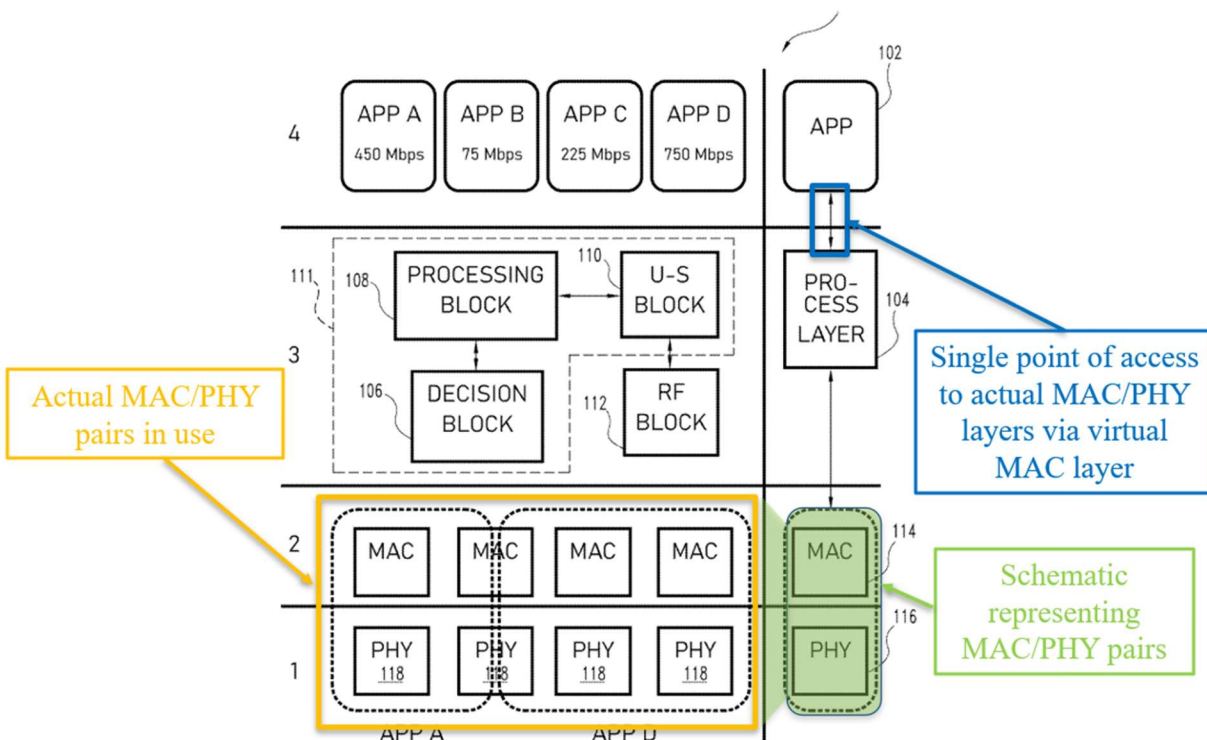 102
APP A
450 Mbps
APP B
75 Mbps
APP C
225 Mbps
APP D
750 Mbps
APP
4
111
108
PROCESSING
BLOCK
110
U-S
BLOCK
PRO-
CESS
LAYER
104
3
106
DECISION
BLOCK
112
RF
BLOCK
Actual MAC/PHY
pairs in use
Single point of access
to actual MAC/PHY
layers via virtual
MAC layer
2
MAC
MAC
MAC
MAC
MAC
114
1
PHY
118
PHY
118
PHY
118
PHY
118
PHY
116
Schematic
representing
MAC/PHY pairs
APP A
APP D